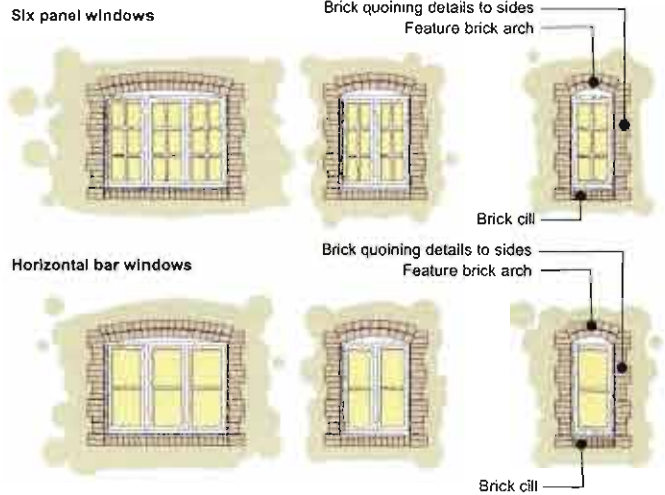 Six panel windows
Brick quoining details to sides
Feature brick arch
Brick cill
Horizontal bar windows
Brick quoining details to sides
Feature brick arch
Brick cill